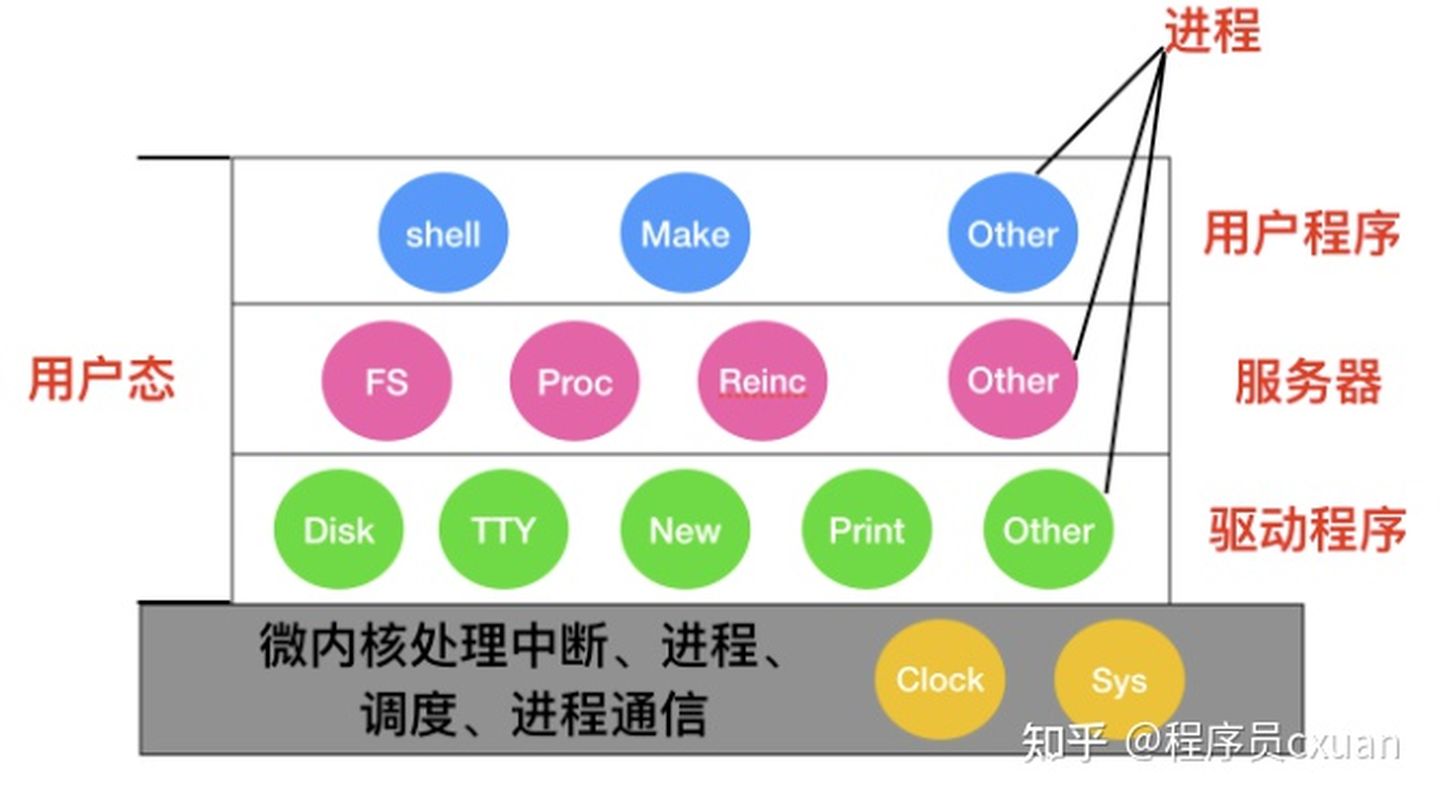 进程
shell Make Other 用户程序
用户态 FS Proc Reinc Other 服务器
Disk TTY New Print Other 驱动程序
微内核处理中断、进程、
调度、进程通信
Clock Sys
知乎 @程序员cxuan